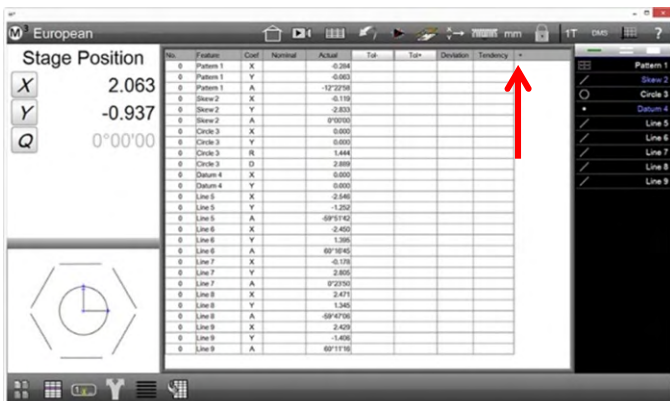 M3 European
mm
1T
DMS
?
Stage Position
X 2.063
Y -0.937
Q 0°00'00
No. Feature Coef Nominal Actual Tol- Tol+ Deviation Tendency +
0 Pattern 1 X -0.284
0 Pattern 1 Y -0.063
0 Pattern 1 A -12°22'58
0 Skew 2 X -0.119
0 Skew 2 Y -2.833
0 Skew 2 A 0°00'00
0 Circle 3 X 0.000
0 Circle 3 Y 0.000
0 Circle 3 R 1.444
0 Circle 3 D 2.889
0 Datum 4 X 0.000
0 Datum 4 Y 0.000
0 Line 5 X -2.546
0 Line 5 Y -1.252
0 Line 5 A -59°51'42
0 Line 6 X -2.450
0 Line 6 Y 1.395
0 Line 6 A 60°16'45
0 Line 7 X -0.178
0 Line 7 Y 2.805
0 Line 7 A 0°23'50
0 Line 8 X 2.471
0 Line 8 Y 1.345
0 Line 8 A -59°47'06
0 Line 9 X 2.429
0 Line 9 Y -1.406
0 Line 9 A 60°11'16
Pattern 1
Skew 2
Circle 3
Datum 4
Line 5
Line 6
Line 7
Line 8
Line 9